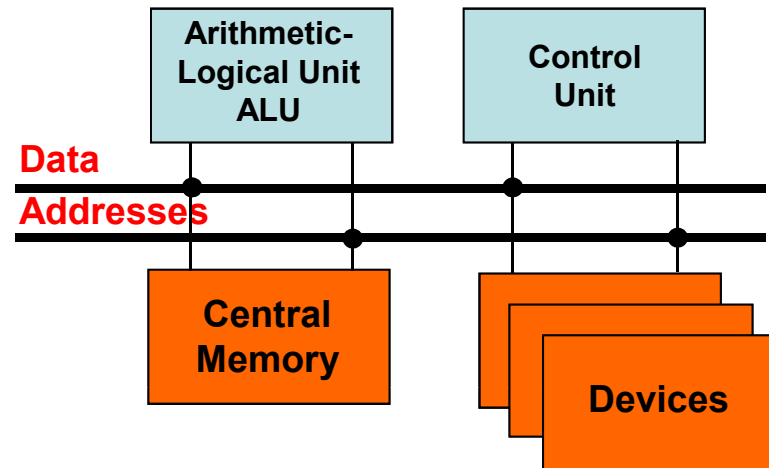 Arithmetic-
Logical Unit
ALU
Control
Unit
Data
Addresses
Central
Memory
Devices